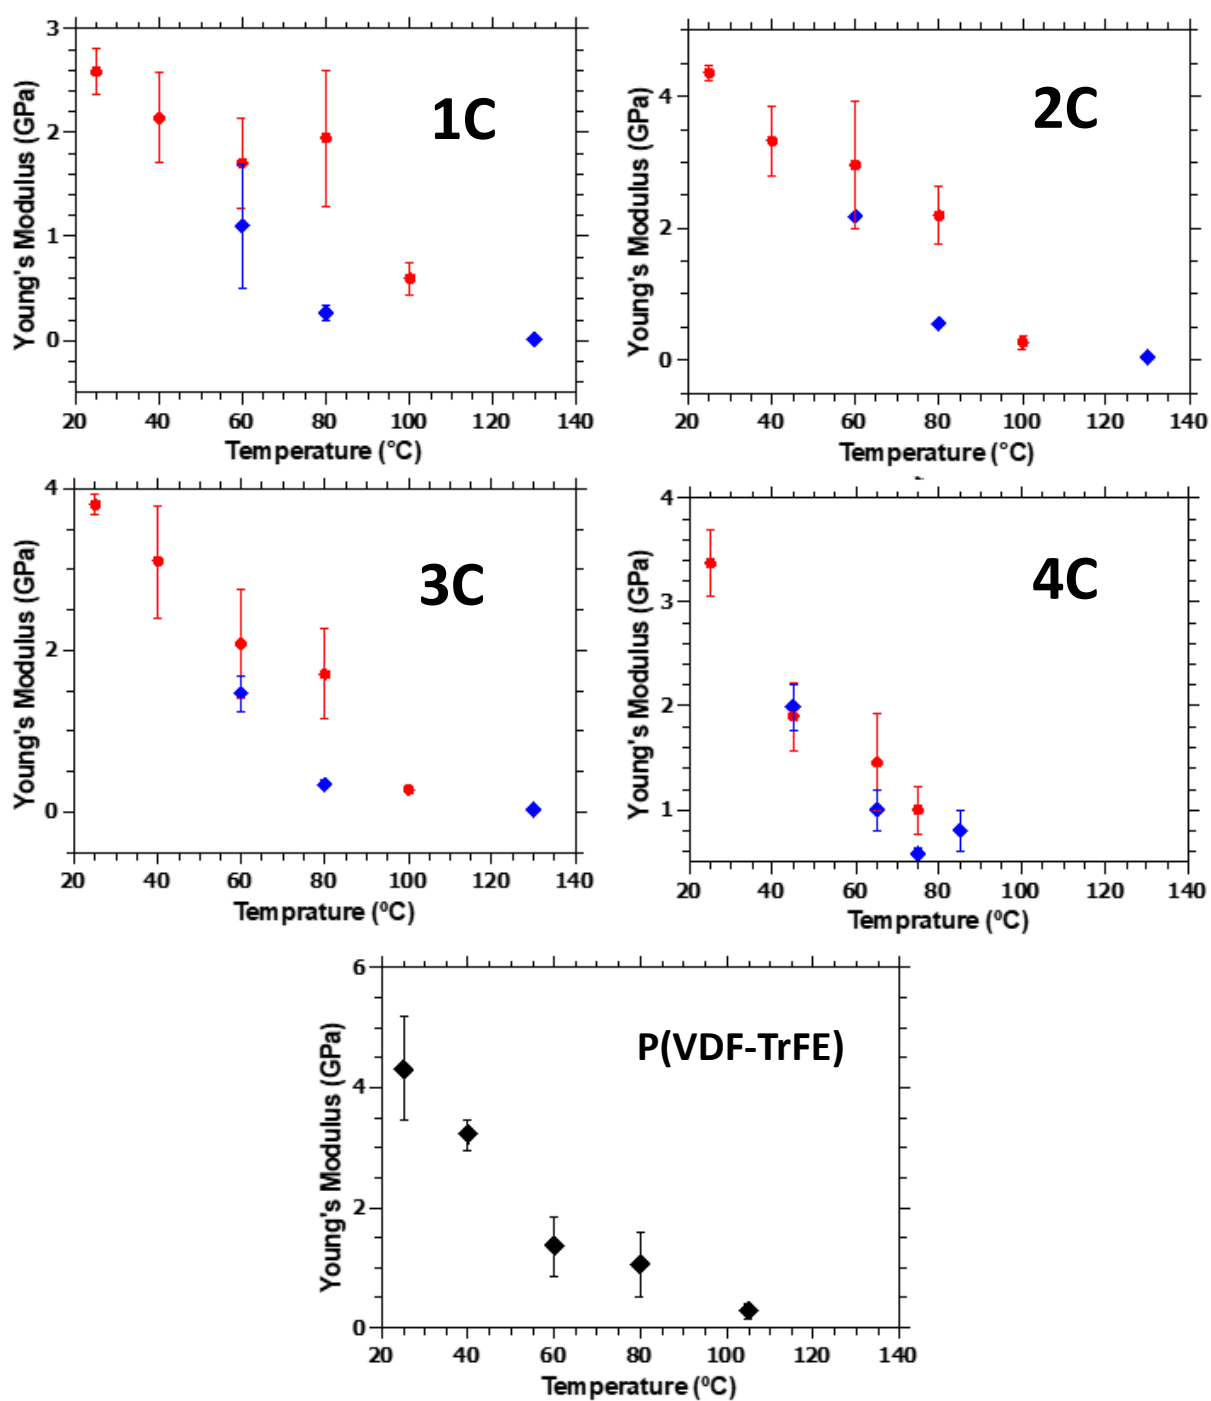 3
2
1
0
Young's Modulus (GPa)
1C
20 40 60 80 100 120 140
Temperature (°C)
4
2
0
Young's Modulus (GPa)
2C
20 40 60 80 100 120 140
Temperature (°C)
4
2
0
Young's Modulus (GPa)
3C
20 40 60 80 100 120 140
Temprature (⁰C)
4
3
2
1
Young's Modulus (GPa)
4C
20 40 60 80 100 120 140
Temprature (⁰C)
6
4
2
0
Young's Modulus (GPa)
P(VDF-TrFE)
20 40 60 80 100 120 140
Temperature (⁰C)